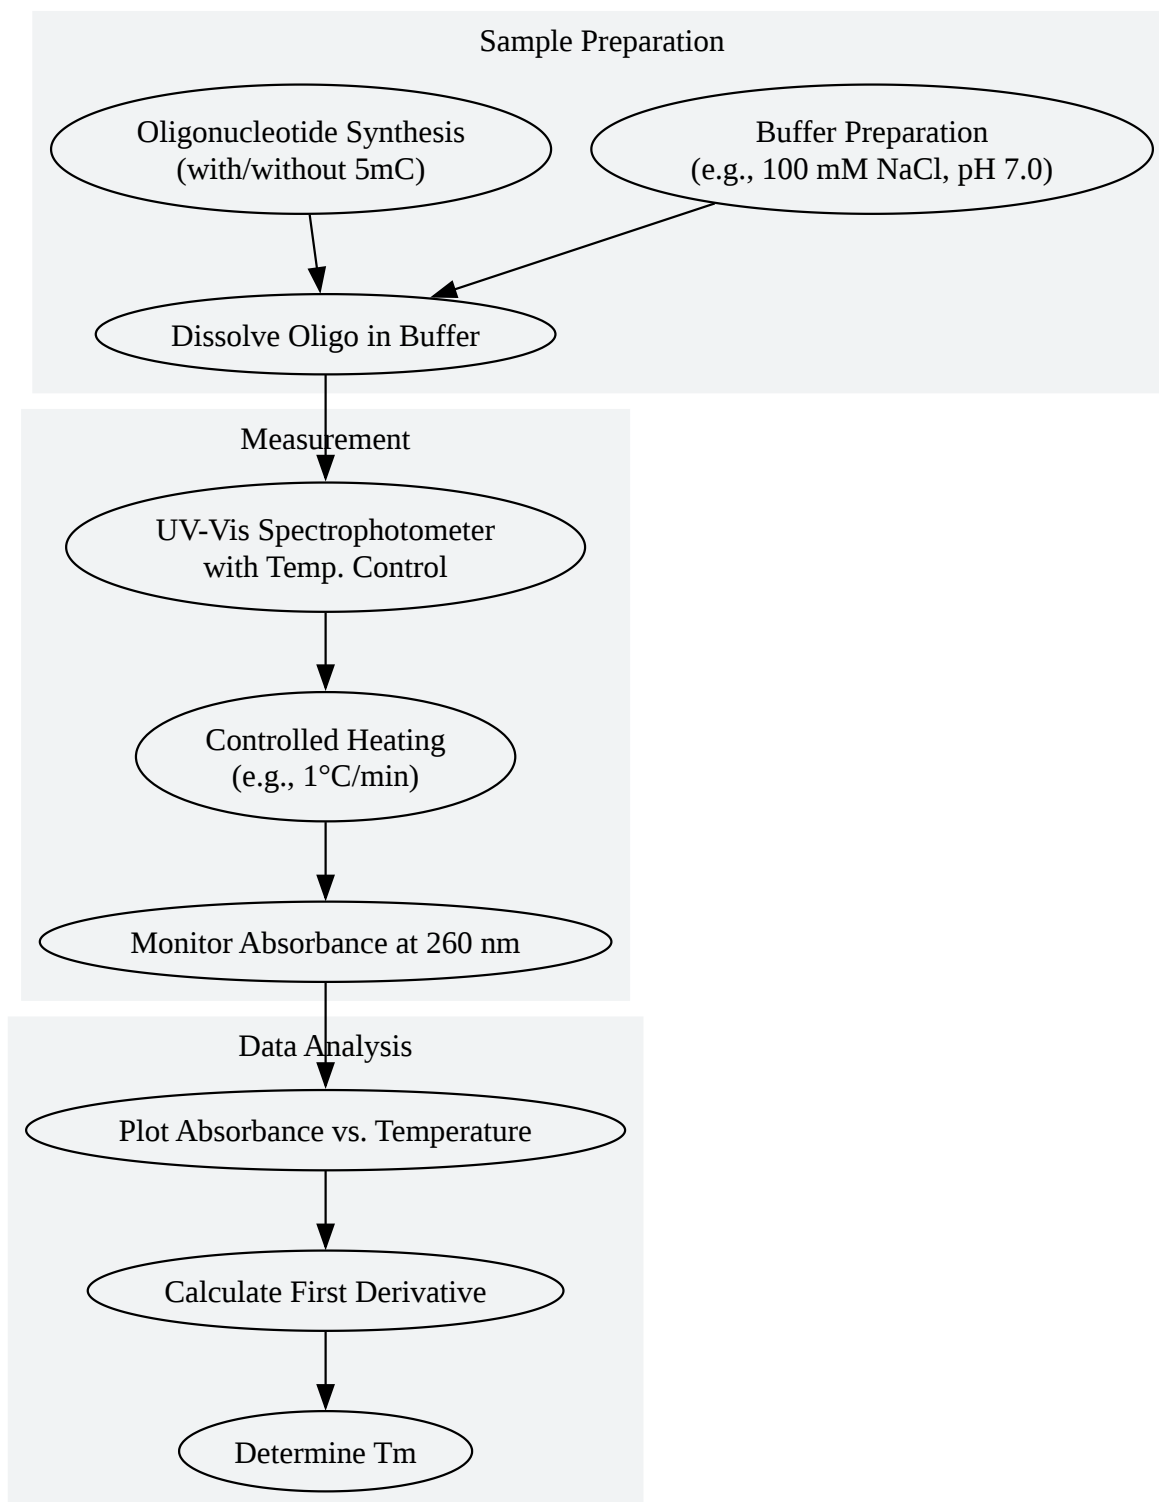 Sample Preparation
Oligonucleotide Synthesis
(with/without 5mC)
Buffer Preparation
(e.g., 100 mM NaCl, pH 7.0)
Dissolve Oligo in Buffer
Measurement
UV-Vis Spectrophotometer
with Temp. Control
Controlled Heating
(e.g., 1°C/min)
Monitor Absorbance at 260 nm
Data Analysis
Plot Absorbance vs. Temperature
Calculate First Derivative
Determine Tm